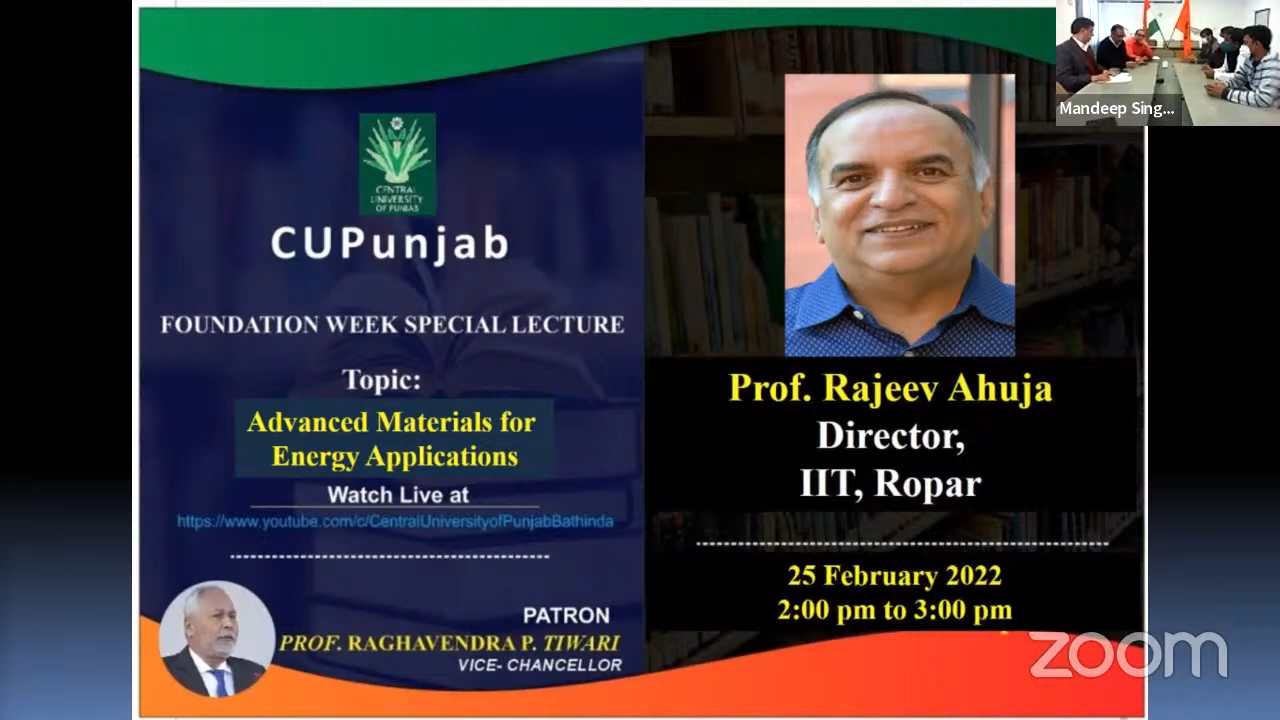 CENTRAL
UNIVERSITY
OF PUNJAB
CUPunjab
FOUNDATION WEEK SPECIAL LECTURE
Topic:
Advanced Materials for
Energy Applications
Watch Live at
https://www.youtube.com/c/CentralUniversityofPunjabBathinda
PATRON
PROF. RAGHAVENDRA P. TIWARI
VICE- CHANCELLOR
Prof. Rajeev Ahuja
Director,
IIT, Ropar
25 February 2022
2:00 pm to 3:00 pm
Mandeep Sing...
zoom